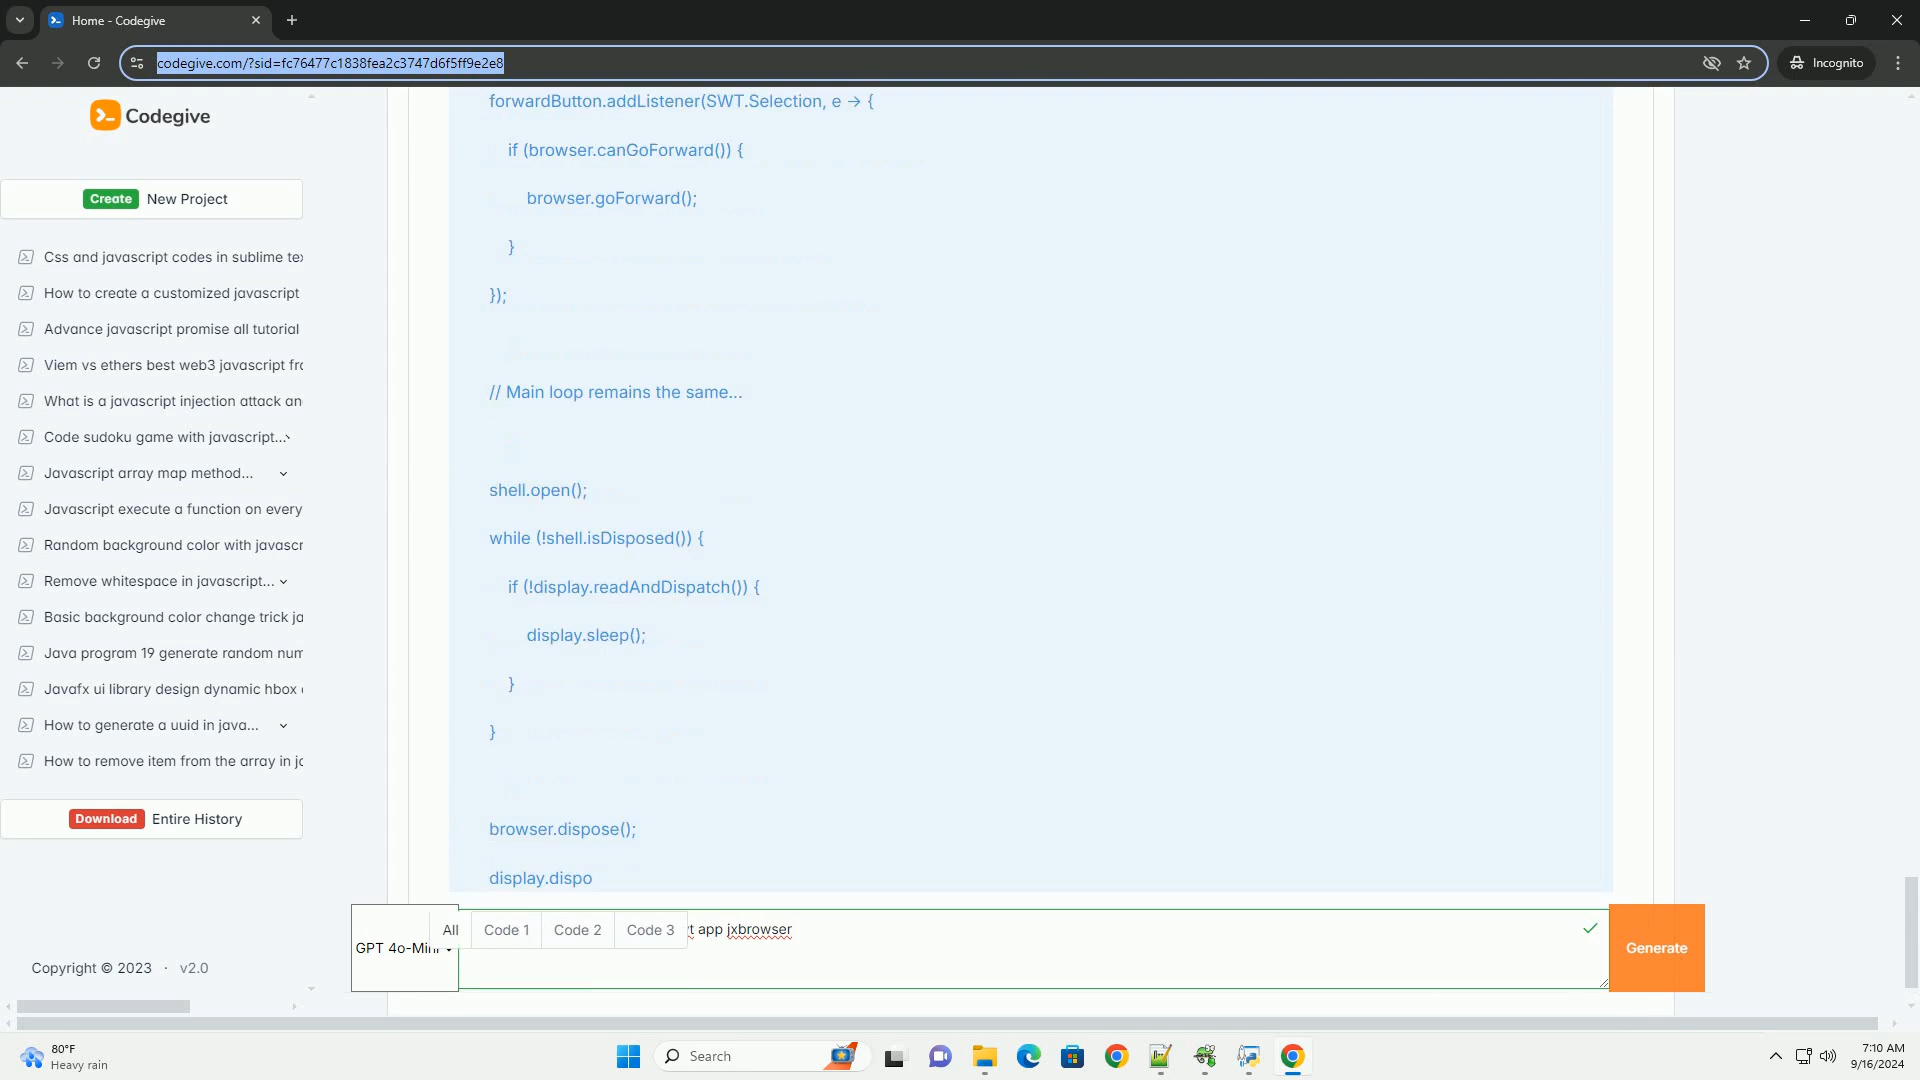 Home - Codegive
codegive.com/?sid=fc76477c1838fea2c3747d6f5ff9e2e8
Incognito
Codegive
Create New Project
Css and javascript codes in sublime te
How to create a customized javascript
Advance javascript promise all tutorial
Viem vs ethers best web3 javascript fr
What is a javascript injection attack an
Code sudoku game with javascript...
Javascript array map method...
Javascript execute a function on every
Random background color with javascr
Remove whitespace in javascript...
Basic background color change trick ja
Java program 19 generate random num
Javafx ui library design dynamic hbox
How to generate a uuid in java...
How to remove item from the array in ja
Download Entire History
Copyright © 2023 · v2.0
forwardButton.addListener(SWT.Selection, e -> {
if (browser.canGoForward()) {
browser.goForward();
}
});
// Main loop remains the same...
shell.open();
while (!shell.isDisposed()) {
if (!display.readAndDispatch()) {
display.sleep();
}
}
browser.dispose();
display.dispo
GPT 4o-Mini
All Code 1 Code 2 Code 3
app jxbrowser
Generate
80°F
Heavy rain
Search
7:10 AM
9/16/2024